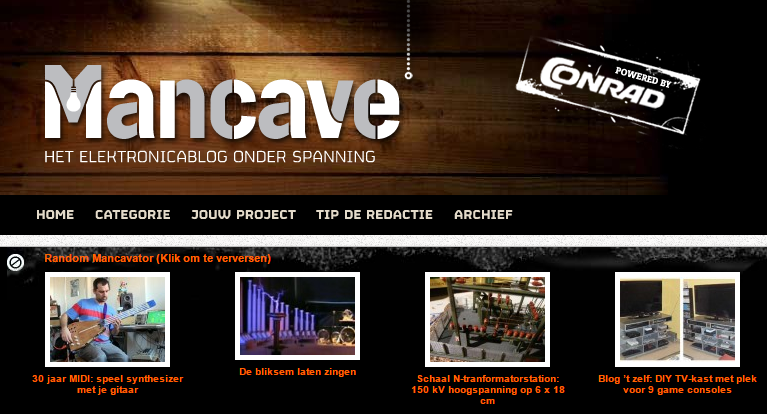 Mancave
HET ELEKTRONICABLOG ONDER SPANNING
POWERED BY
CONRAD
HOME CATEGORIE JOUW PROJECT TIP DE REDACTIE ARCHIEF
Random Mancavator (Klik om te verversen)
30 jaar MIDI: speel synthesizer
met je gitaar
De bliksem laten zingen
Schaal N-tranformatorstation:
150 kV hoogspanning op 6 x 18
cm
Blog 't zelf: DIY TV-kast met plek
voor 9 game consoles